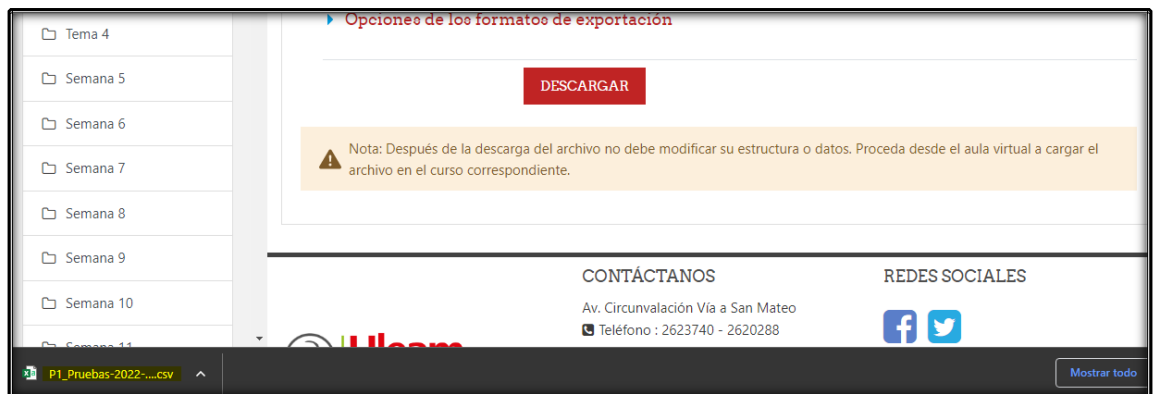 Tema 4
Semana 5
Semana 6
Semana 7
Semana 8
Semana 9
Semana 10
Semana 11
Opciones de los formatos de exportación
DESCARGAR
Nota: Después de la descarga del archivo no debe modificar su estructura o datos. Proceda desde el aula virtual a cargar el
archivo en el curso correspondiente.
CONTÁCTANOS
Av. Circunvalación Vía a San Mateo
Teléfono : 2623740 - 2620288
REDES SOCIALES
Uleam
P1_Pruebas-2022-....csv
Mostrar todo